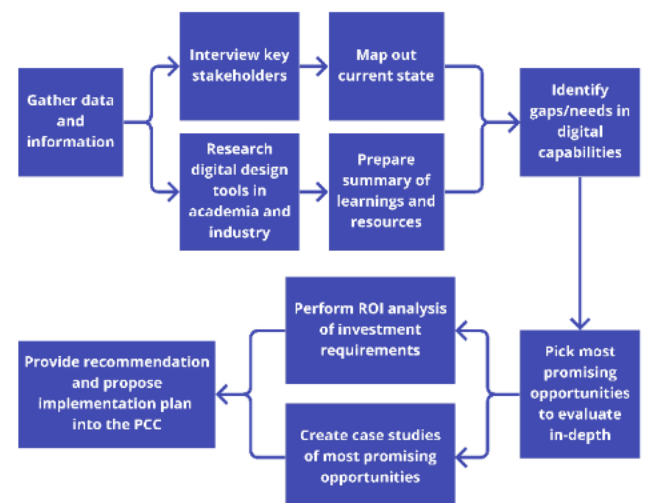 Gather data
and
information
Interview key
stakeholders
Map out
current state
Research
digital design
tools in
academia and
industry
Prepare
summary of
learnings and
resources
Identify
gaps/needs in
digital
capabilities
Pick most
promising
opportunities
to evaluate
in-depth
Perform ROI analysis
of investment
requirements
Create case studies
of most promising
opportunities
Provide recommendation
and propose
implementation plan
into the PCC